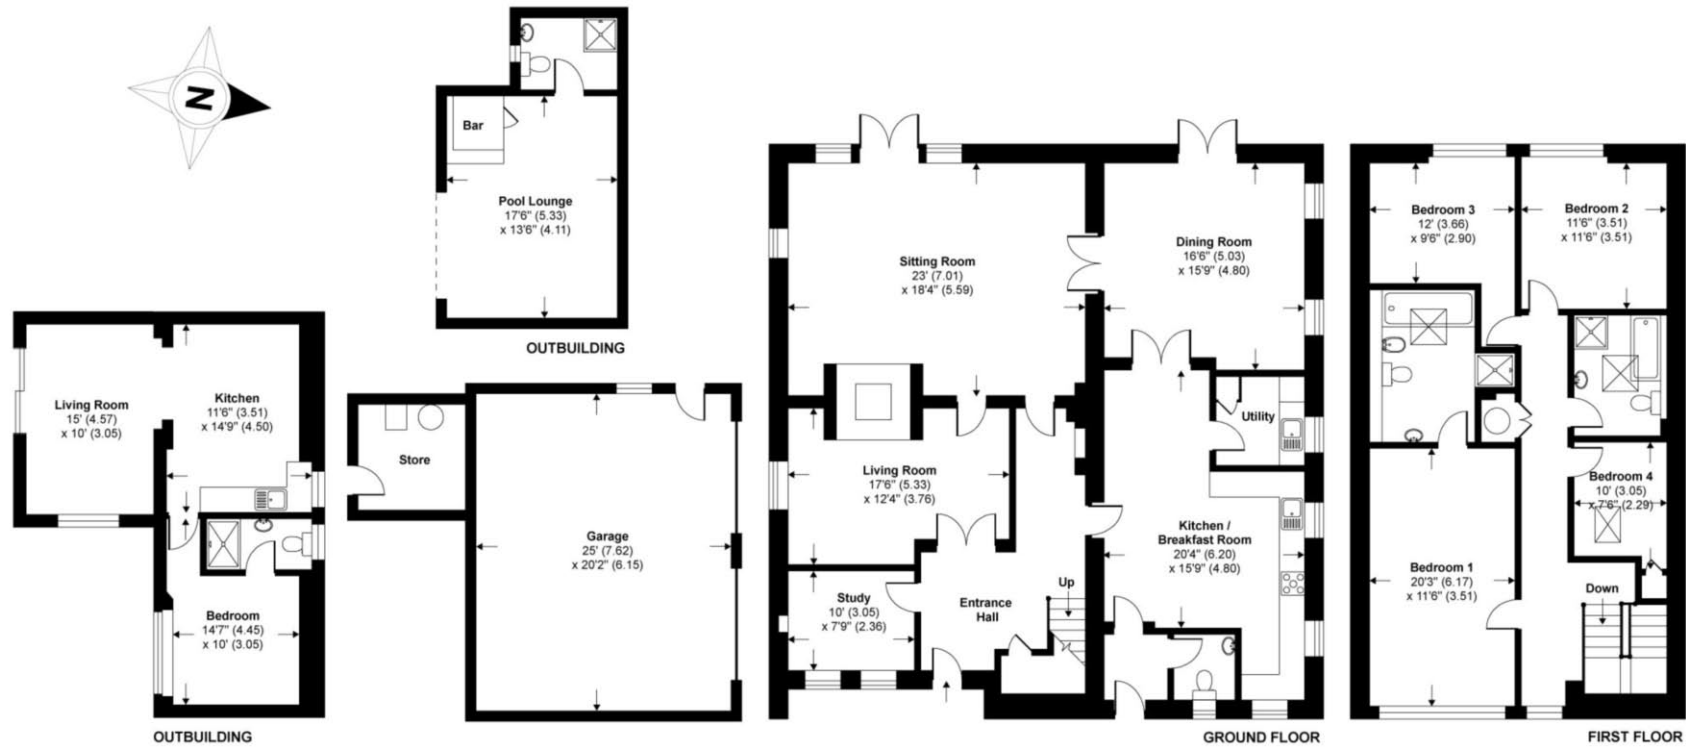 N
Bar
Pool Lounge
17'6" (5.33)
x 13'6" (4.11)
OUTBUILDING
Living Room
15' (4.57)
x 10' (3.05)
Kitchen
11'6" (3.51)
x 14'9" (4.50)
Bedroom
14'7" (4.45)
x 10' (3.05)
OUTBUILDING
Store
Garage
25' (7.62)
x 20'2" (6.15)
Sitting Room
23' (7.01)
x 18'4" (5.59)
Dining Room
16'6" (5.03)
x 15'9" (4.80)
Utility
Living Room
17'6" (5.33)
x 12'4" (3.76)
Kitchen /
Breakfast Room
20'4" (6.20)
x 15'9" (4.80)
Study
10' (3.05)
x 7'9" (2.36)
Entrance
Hall
Up
GROUND FLOOR
Bedroom 3
12' (3.66)
x 9'6" (2.90)
Bedroom 2
11'6" (3.51)
x 11'6" (3.51)
Bedroom 4
10' (3.05)
x 7'6" (2.29)
Bedroom 1
20'3" (6.17)
x 11'6" (3.51)
Down
FIRST FLOOR